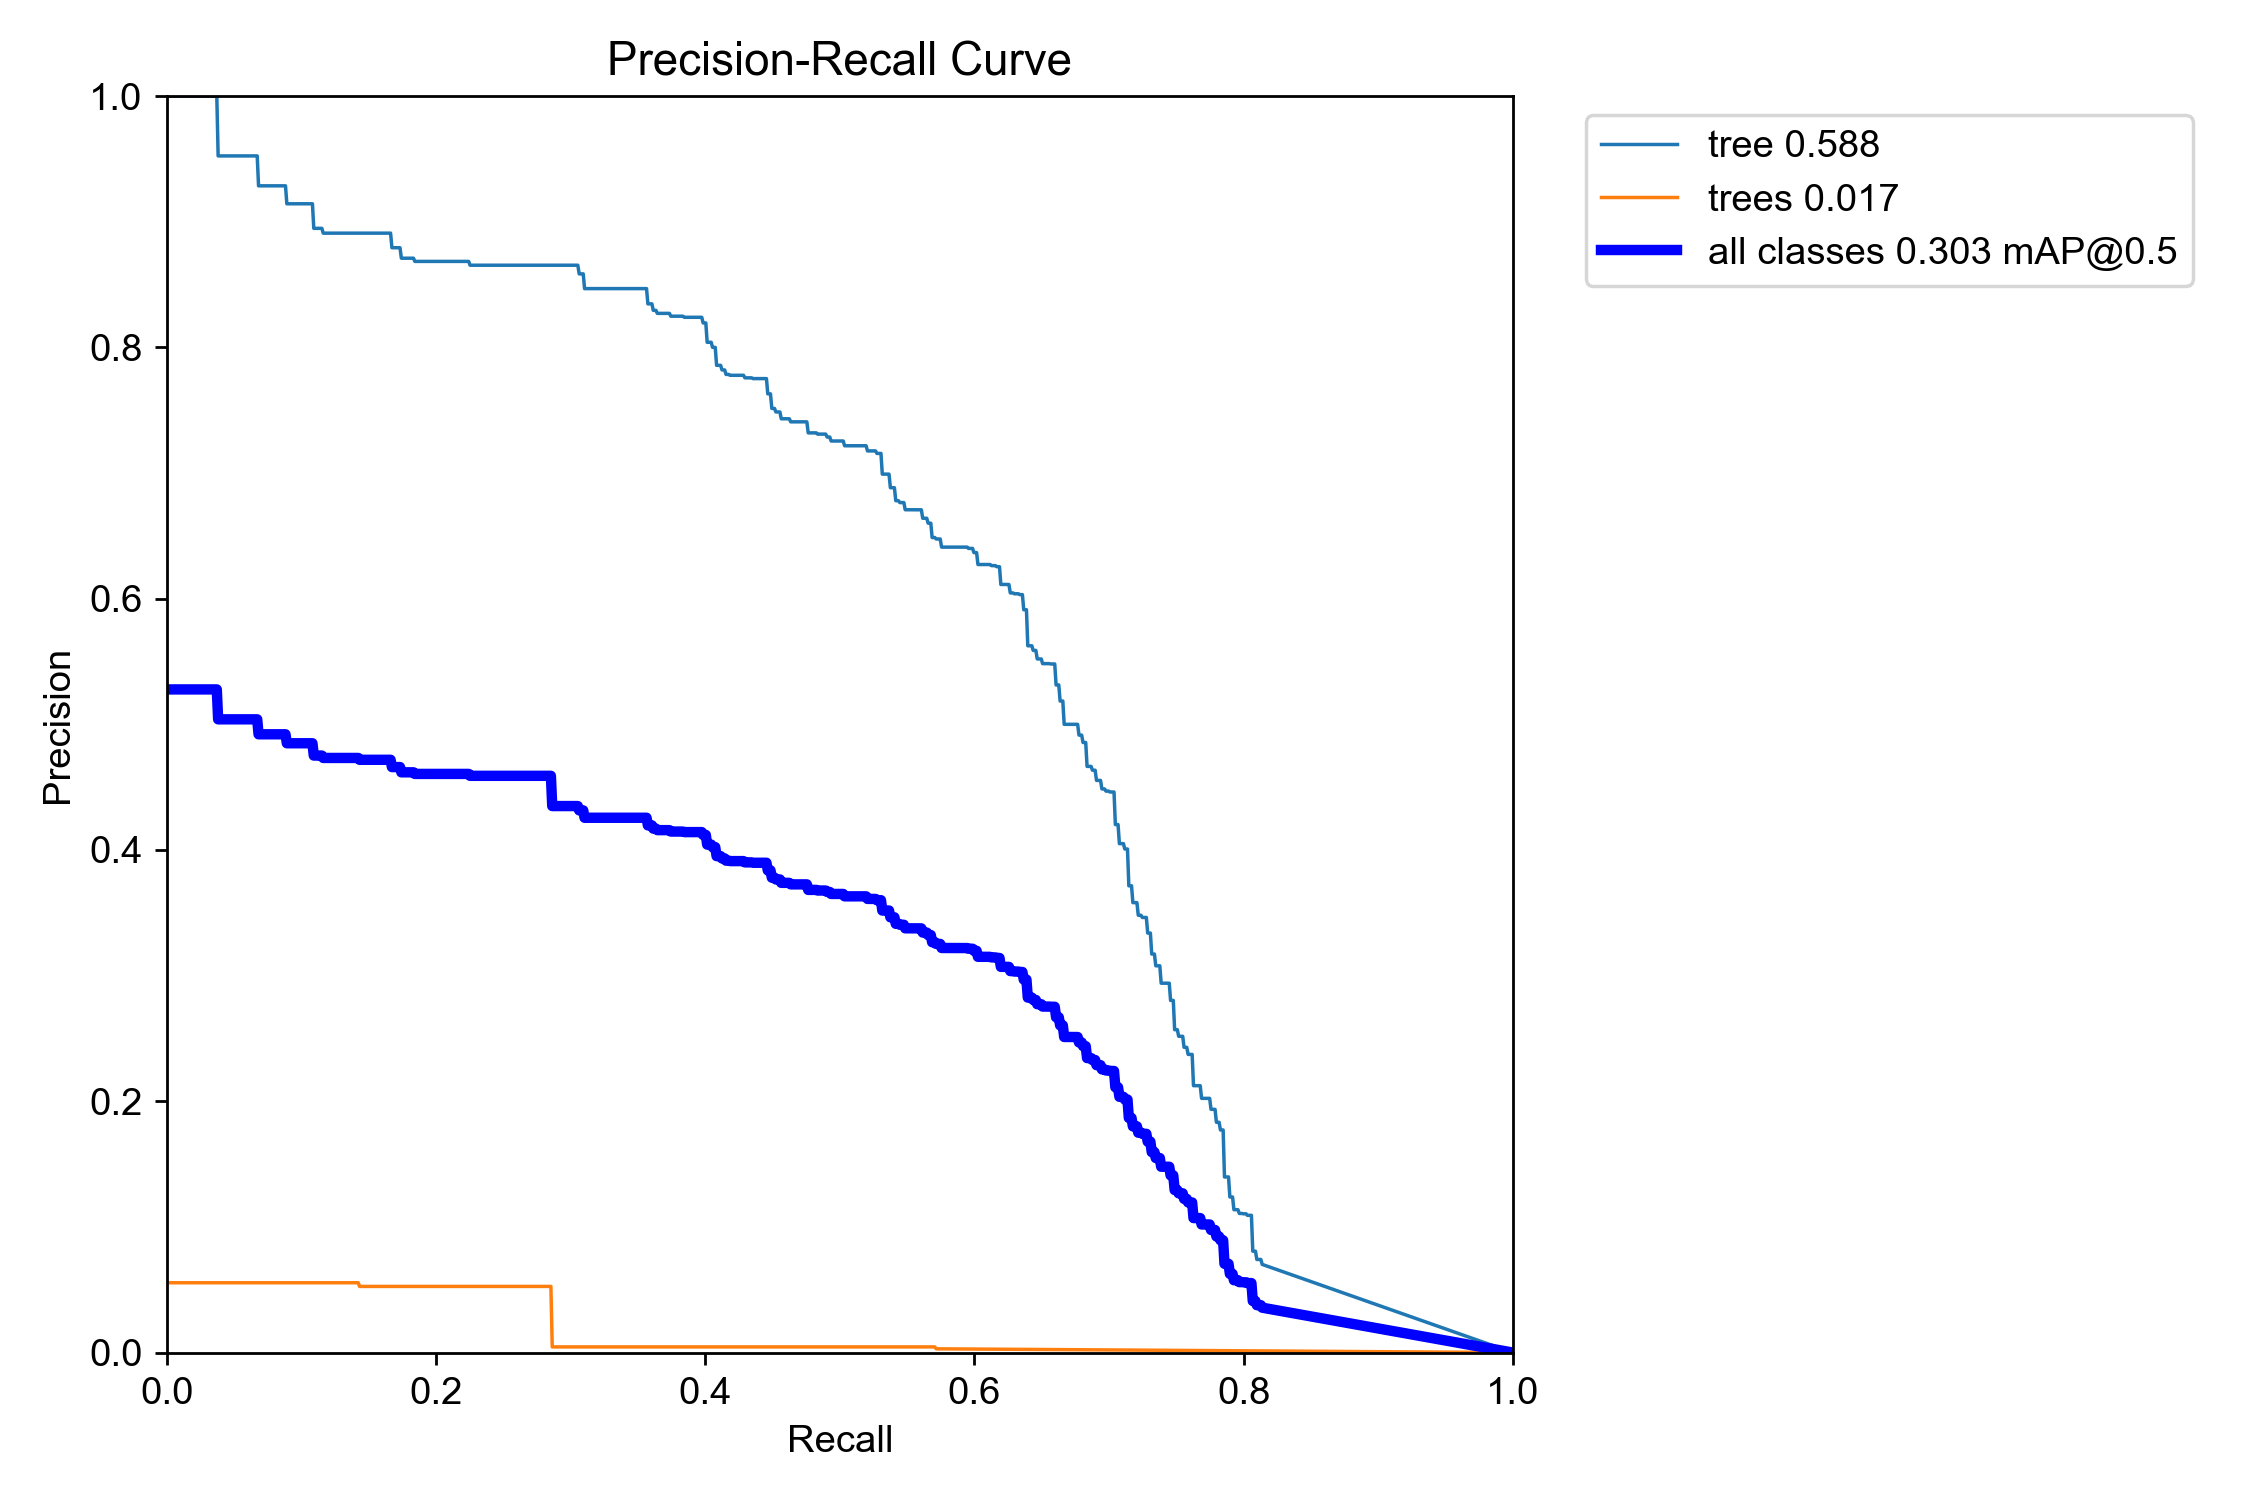 Precision-Recall Curve
1.0
0.8
0.6
0.4
0.2
0.0
Precision
0.0 0.2 0.4 0.6 0.8 1.0
Recall
tree 0.588
trees 0.017
all classes 0.303 mAP@0.5